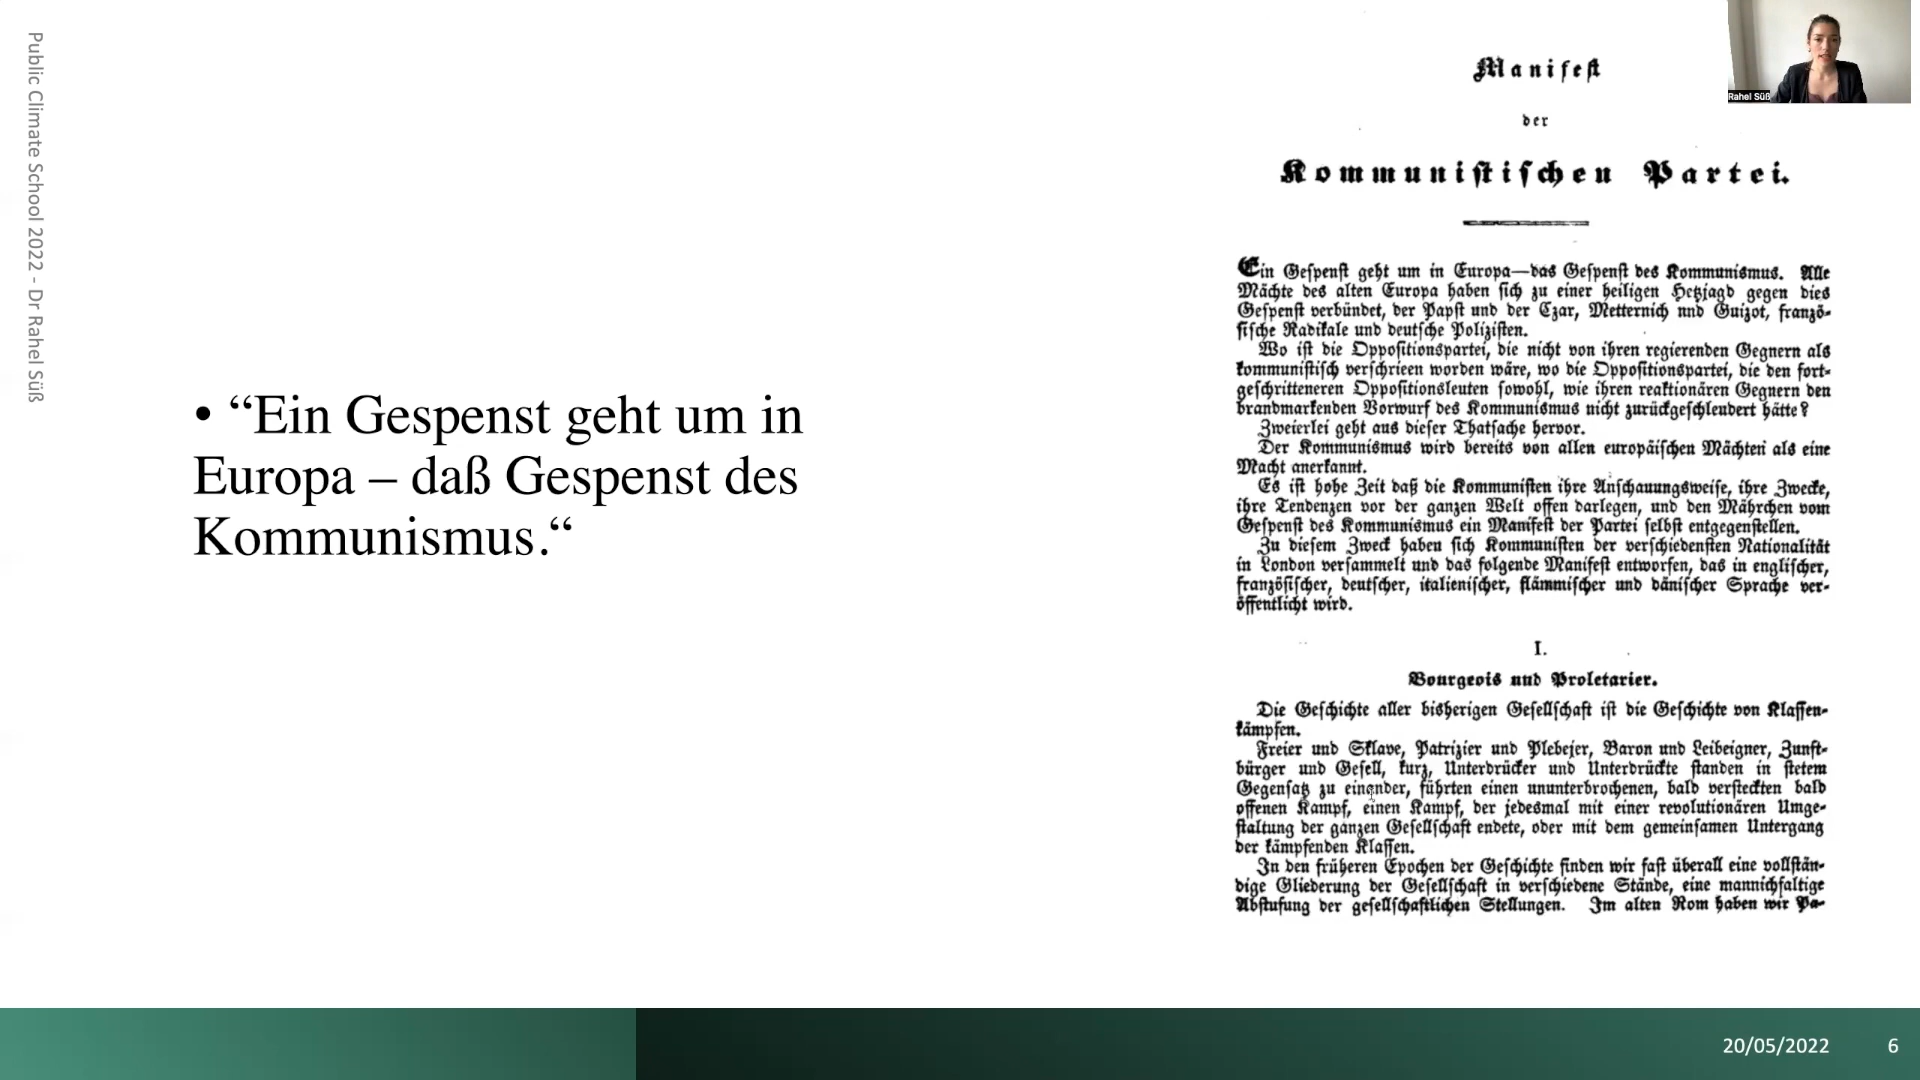 Public Climate School 2022 - Dr Rahel Süß
• “Ein Gespenst geht um in
Europa – daß Gespenst des
Kommunismus.“
Manifest
der
Kommunistischen Partei.
Ein Gespenst geht um in Europa—das Gespenst des Kommunismus. Alle
Mächte des alten Europa haben sich zu einer heiligen Hetzjagd gegen dies
Gespenst verbündet, der Papst und der Czar, Metternich nnd Guizot, franzö-
sische Radikale und deutsche Polizisten.
Wo ist die Oppositionspartei, die nicht von ihren regierenden Gegnern als
kommunistisch verschrieen worden wäre, wo die Oppositionspartei, die den fort-
geschritteneren Oppositionsleuten sowohl, wie ihren reaktionären Gegnern den
brandmarkenden Vorwurf des Kommunismus nicht zurückgeschleudert hätte?
Zweierlei geht aus dieser Thatsache hervor.
Der Kommunismus wird bereits von allen europäischen Mächten als eine
Macht anerkannt.
Es ist hohe Zeit daß die Kommunisten ihre Anschauungsweise, ihre Zwecke,
ihre Tendenzen vor der ganzen Welt offen darlegen, und den Mährchen vom
Gespenst des Kommunismus ein Manifest der Partei selbst entgegenstellen.
Zu diesem Zweck haben sich Kommunisten der verschiedensten Nationalität
in London versammelt und das folgende Manifest entworfen, das in englischer,
französischer, deutscher, italienischer, flämmischer und dänischer Sprache ver-
öffentlicht wird.
I.
Bourgeois und Proletarier.
Die Geschichte aller bisherigen Gesellschaft ist die Geschichte von Klassen-
kämpfen.
Freier und Sklave, Patrizier und Plebejer, Baron und Leibeigner, Zunft-
bürger und Gesell, kurz, Unterdrücker und Unterdrückte standen in stetem
Gegensatz zu einander, führten einen ununterbrochenen, bald versteckten bald
offenen Kampf, einen Kampf, der jedesmal mit einer revolutionären Umge-
staltung der ganzen Gesellschaft endete, oder mit dem gemeinsamen Untergang
der kämpfenden Klassen.
In den früheren Epochen der Geschichte finden wir fast überall eine vollstän-
dige Gliederung der Gesellschaft in verschiedene Stände, eine mannichfaltige
Abstufung der gesellschaftlichen Stellungen. Im alten Rom haben wir Pa-
Rahel Süß
20/05/2022
6